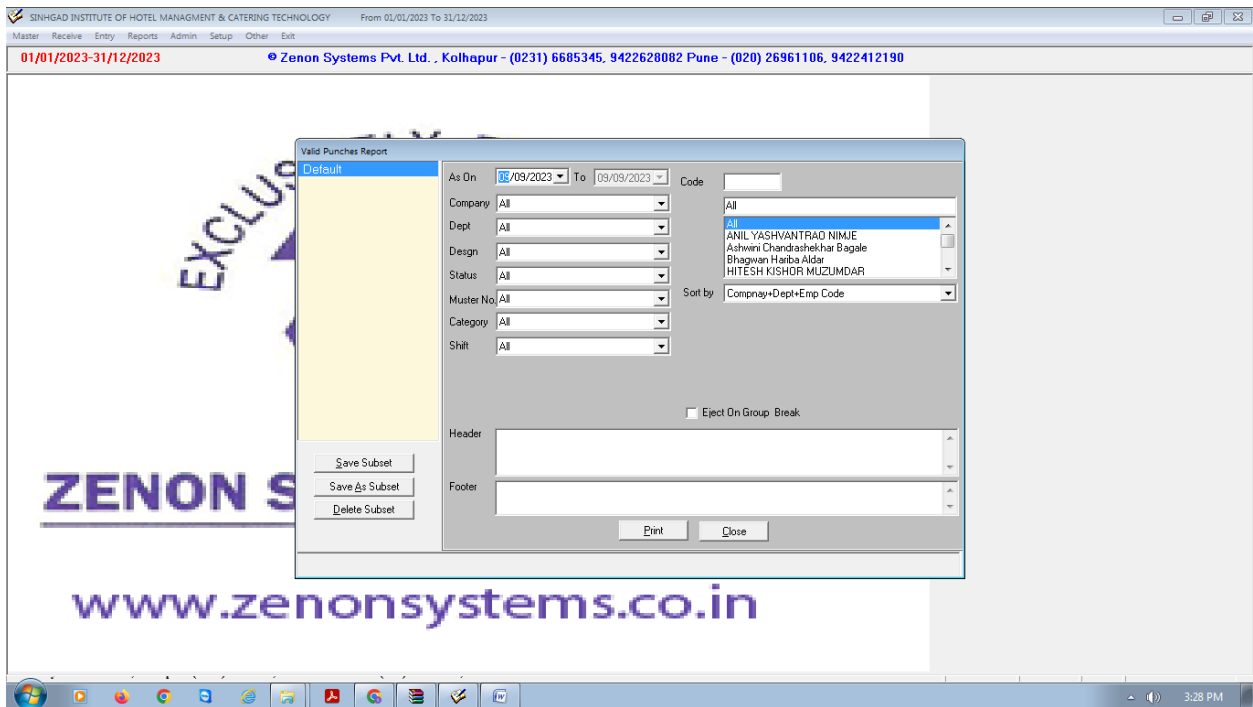 SINHGAD INSTITUTE OF HOTEL MANAGMENT & CATERING TECHNOLOGY From 01/01/2023 To 31/12/2023
Master Receive Entry Reports Admin Setup Other Exit
01/01/2023-31/12/2023 © Zenon Systems Pvt. Ltd. , Kolhapur - (0231) 6685345, 9422628082 Pune - (020) 26961106, 9422412190
EXCLUS
Valid Punches Report
Default
As On 09/09/2023 To 09/09/2023 Code
Company All All
Dept All All
ANIL YASHVANTRAO NIMJE
Desgn All Ashwini Chandrashekhar Bagale
Bhagwan Hariba Aldar
Status All HITESH KISHOR MUZUMDAR
Muster No. All Sort by Compnay+Dept+Emp Code
Category All
Shift All
Eject On Group Break
Header
Save Subset
Save As Subset Footer
Delete Subset
Print Close
ZENON S
www.zenonsystems.co.in
3:28 PM